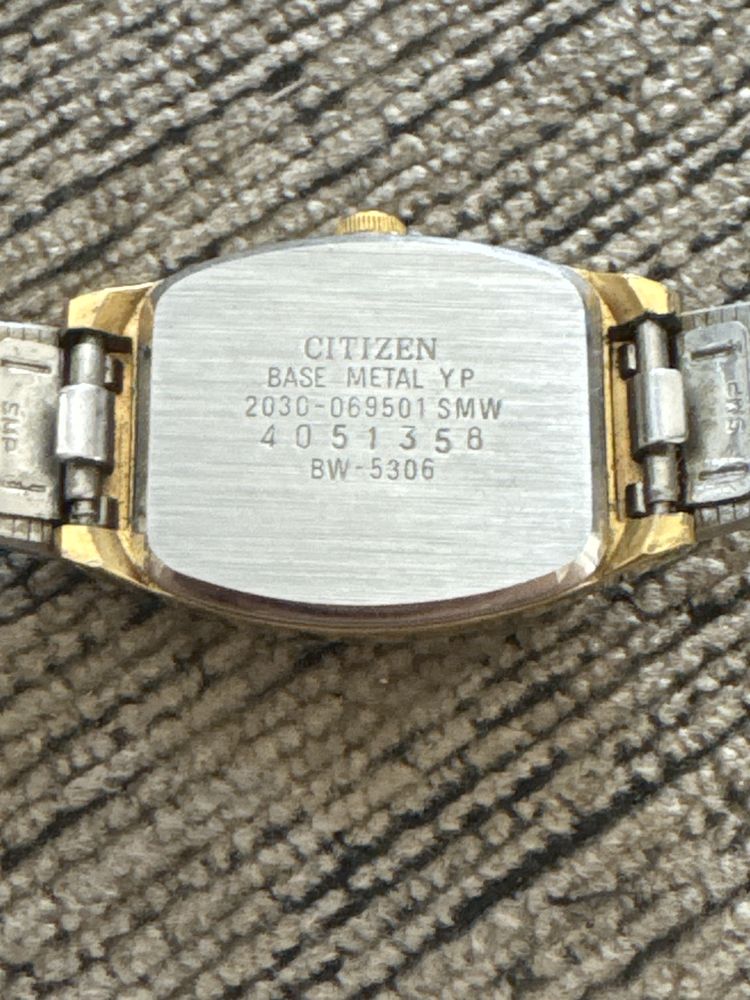 CITIZEN
BASE METAL YP
2030-069501 SMW
4051358
BW-5306
SMP
SMP